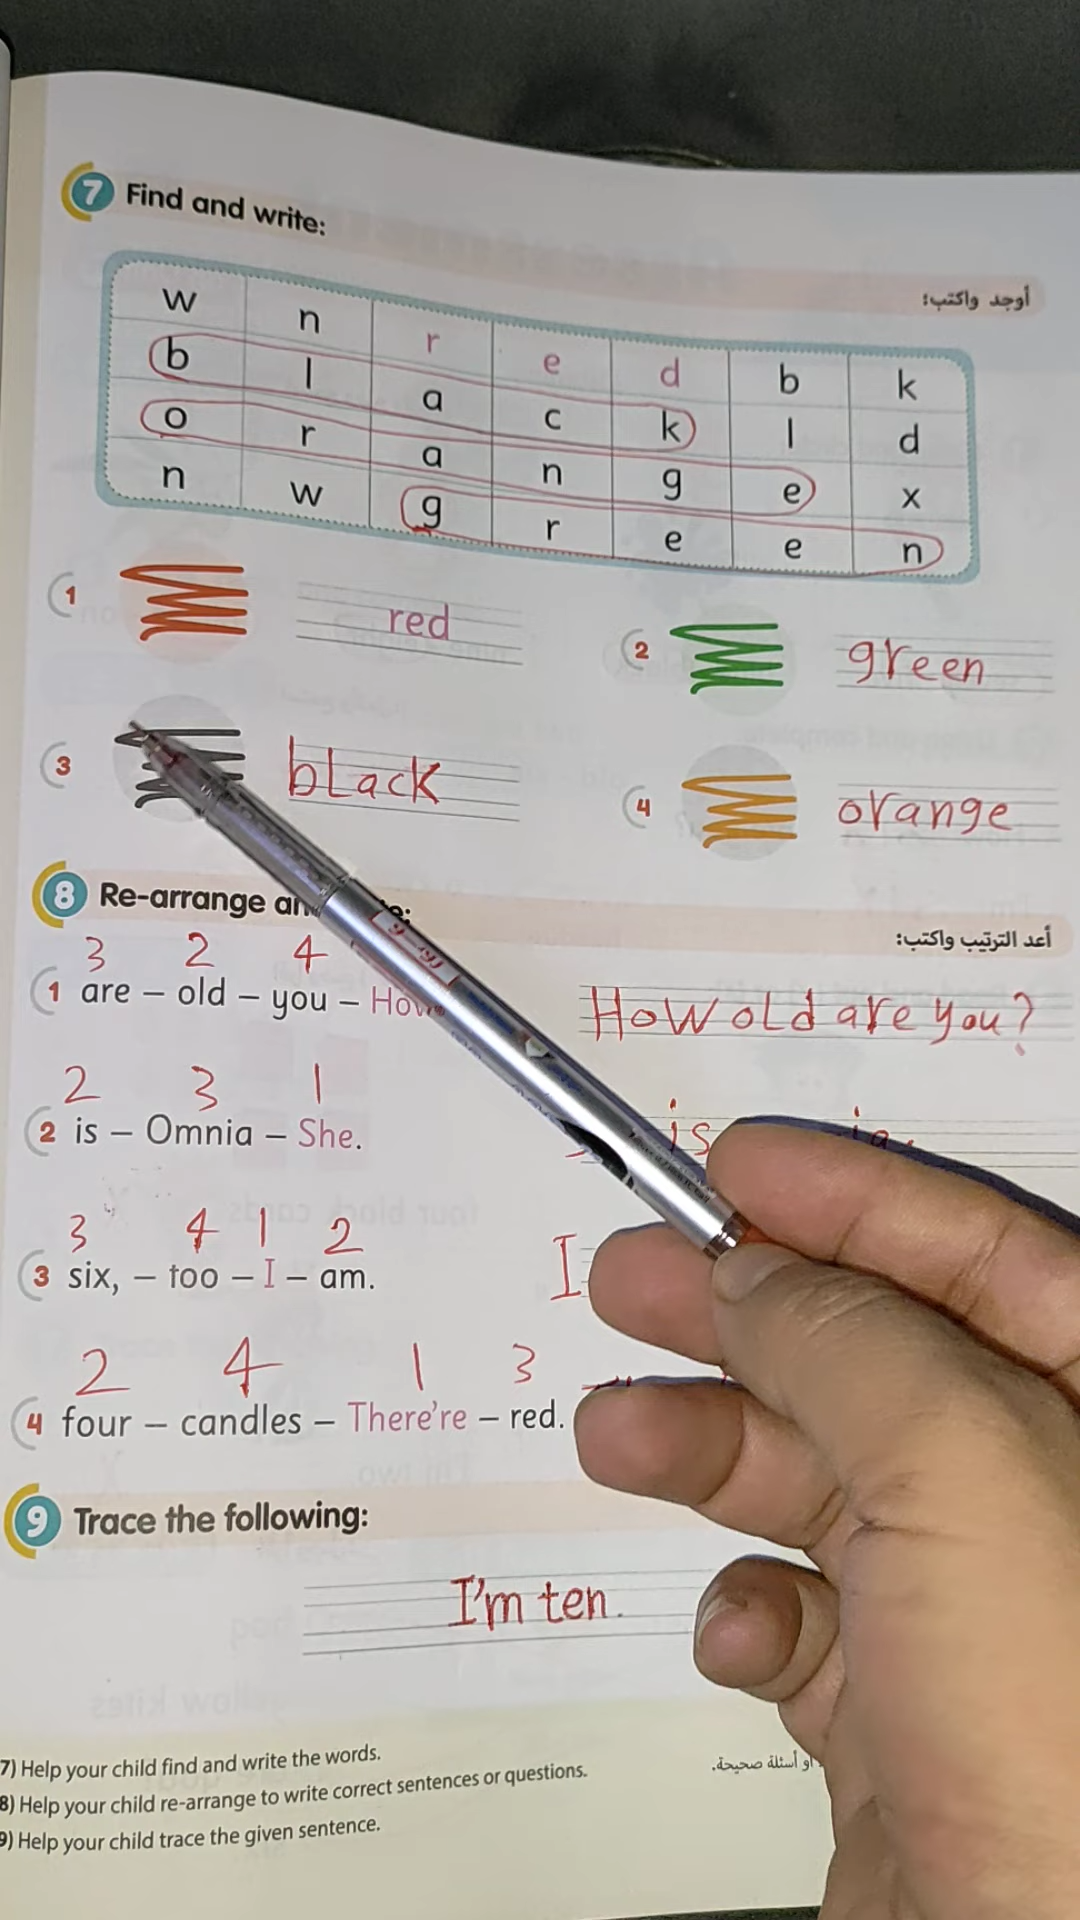 7 Find and write:
أوجد واكتب:
w n r e d b k
b l a c k l d
o r a n g e x
n w g r e e n
1 red
2 green
3 black
4 orange
8 Re-arrange
أعد الترتيب واكتب:
3 2 4
1 are – old – you – How
How old are you?
2 3 1
2 is – Omnia – She.
is
3 4 1 2
3 six, – too – I – am.
I
2 4 1 3
4 four – candles – There're – red.
9 Trace the following:
I'm ten.
7) Help your child find and write the words.
أو أسئلة صحيحة.
8) Help your child re-arrange to write correct sentences or questions.
9) Help your child trace the given sentence.